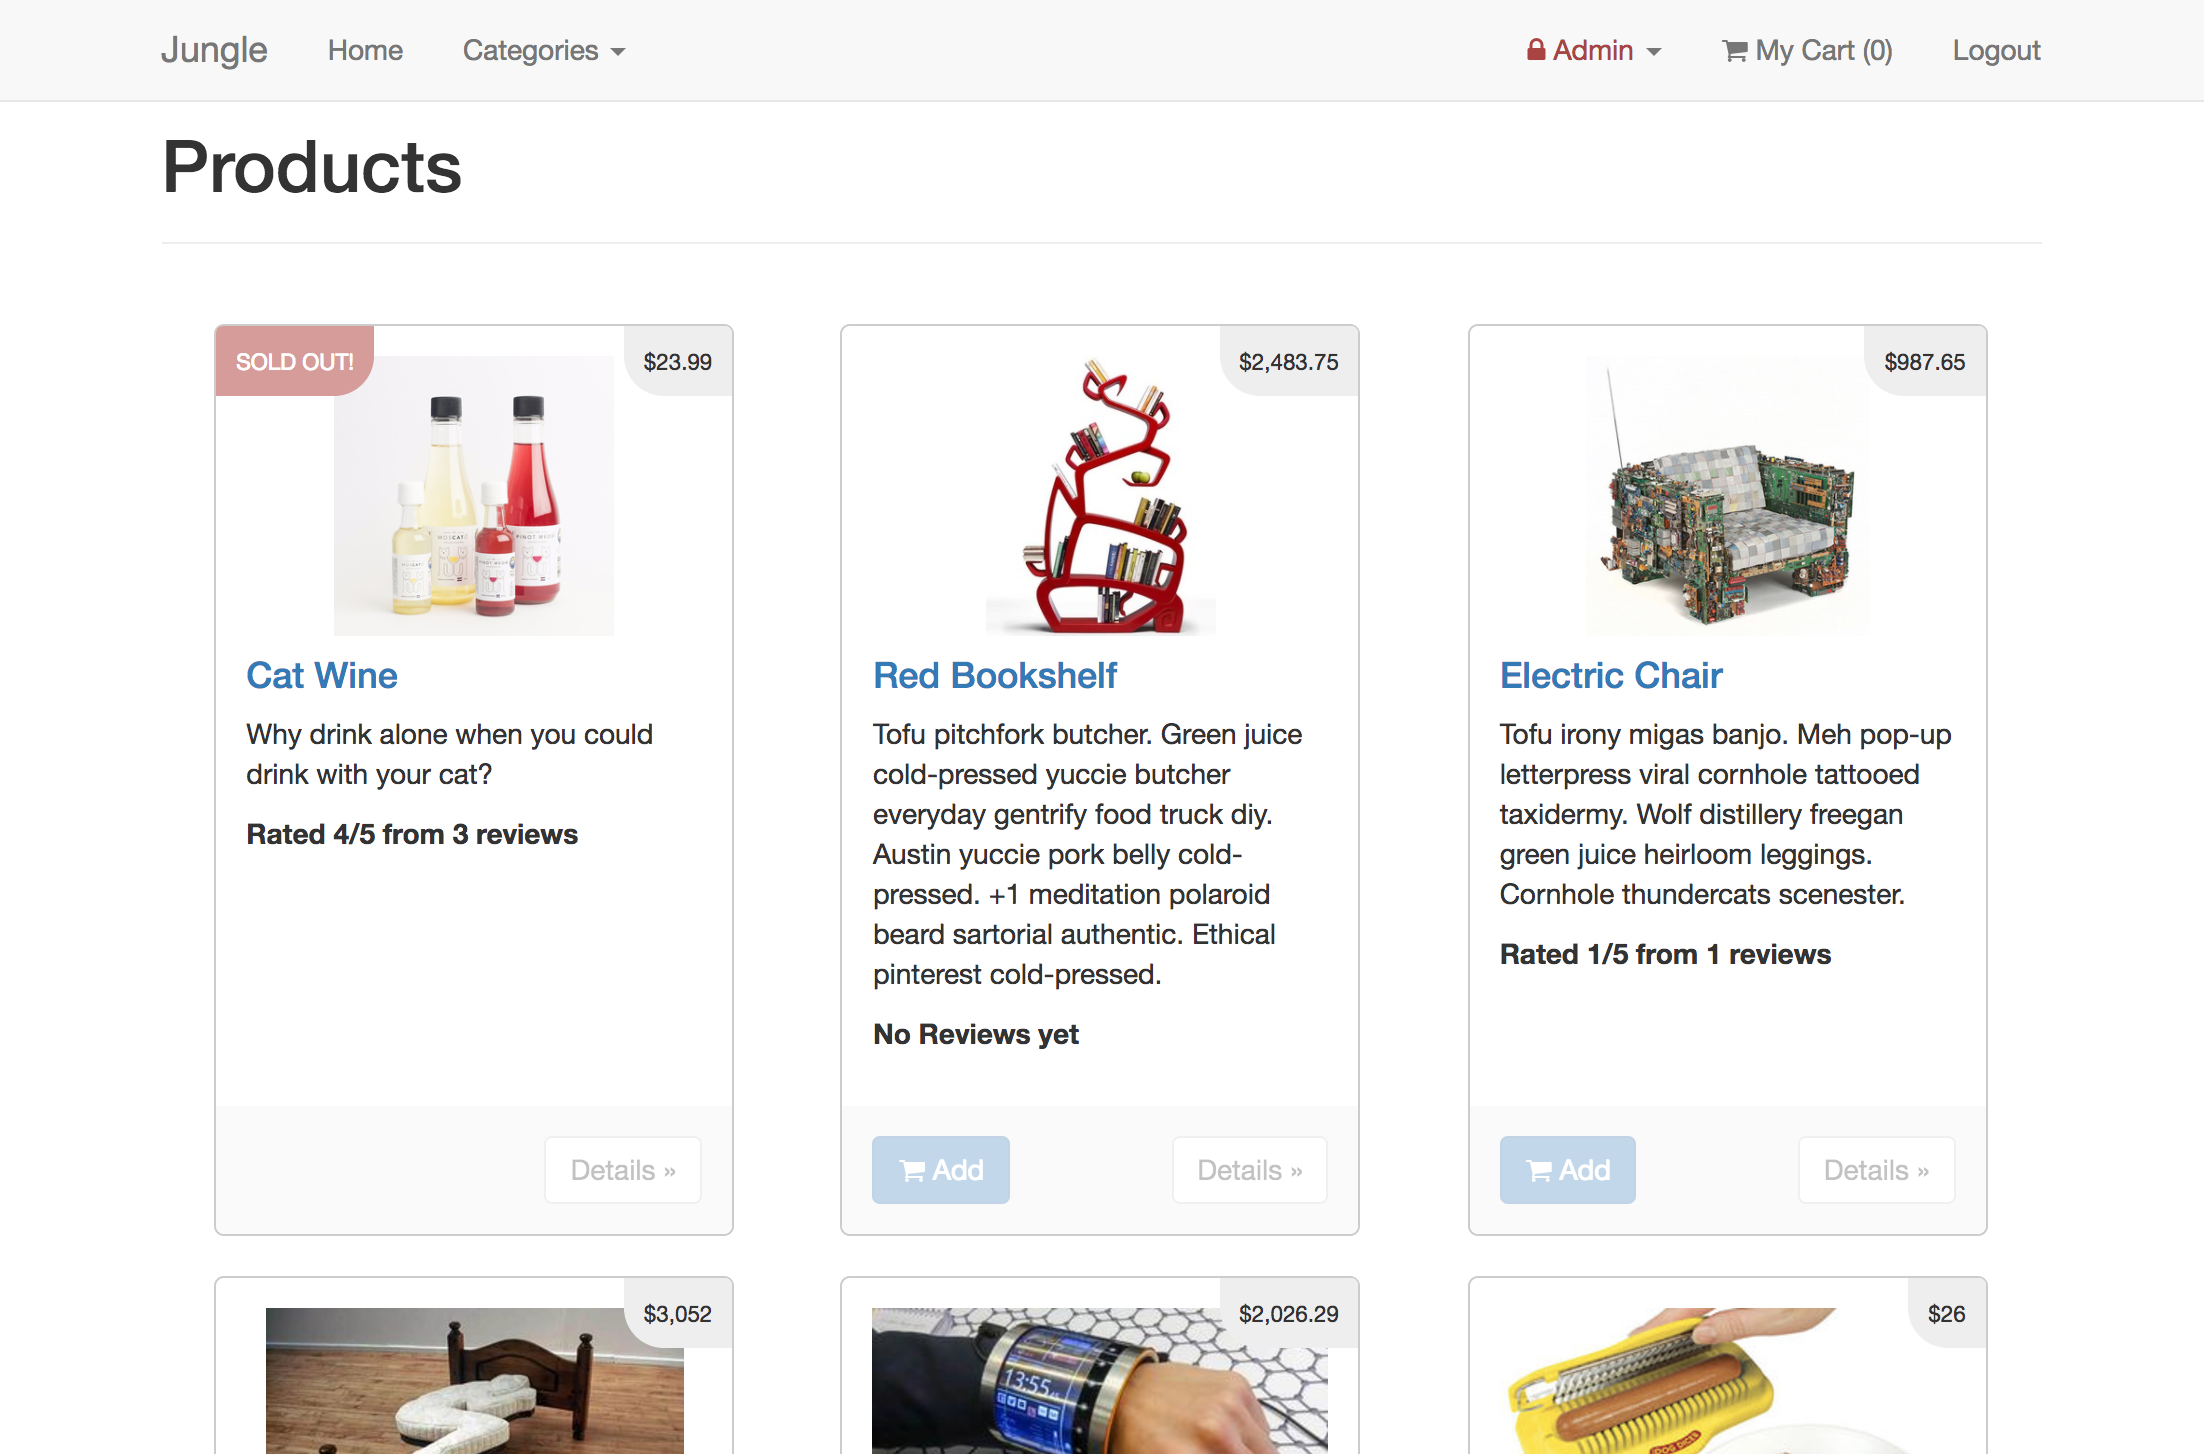 Jungle Home Categories Admin My Cart (0) Logout
Products
SOLD OUT!
$23.99
MOSCATO
PINOT MEOW
Cat Wine
Why drink alone when you could
drink with your cat?
Rated 4/5 from 3 reviews
Details »
$2,483.75
Red Bookshelf
Tofu pitchfork butcher. Green juice
cold-pressed yuccie butcher
everyday gentrify food truck diy.
Austin yuccie pork belly cold-
pressed. +1 meditation polaroid
beard sartorial authentic. Ethical
pinterest cold-pressed.
No Reviews yet
Add
Details »
$987.65
Electric Chair
Tofu irony migas banjo. Meh pop-up
letterpress viral cornhole tattooed
taxidermy. Wolf distillery freegan
green juice heirloom leggings.
Cornhole thundercats scenester.
Rated 1/5 from 1 reviews
Add
Details »
$3,052
$2,026.29
13:55
$26